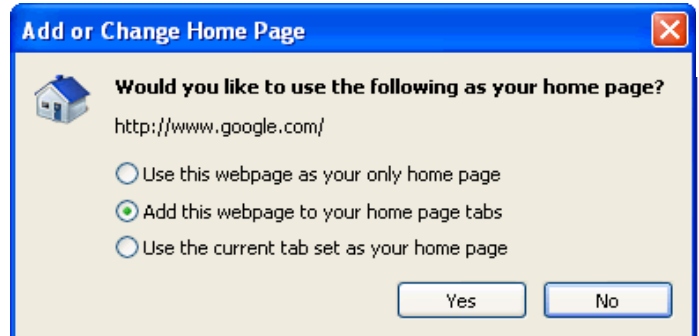 Add or Change Home Page
Would you like to use the following as your home page?
http://www.google.com/
Use this webpage as your only home page
Add this webpage to your home page tabs
Use the current tab set as your home page
Yes No